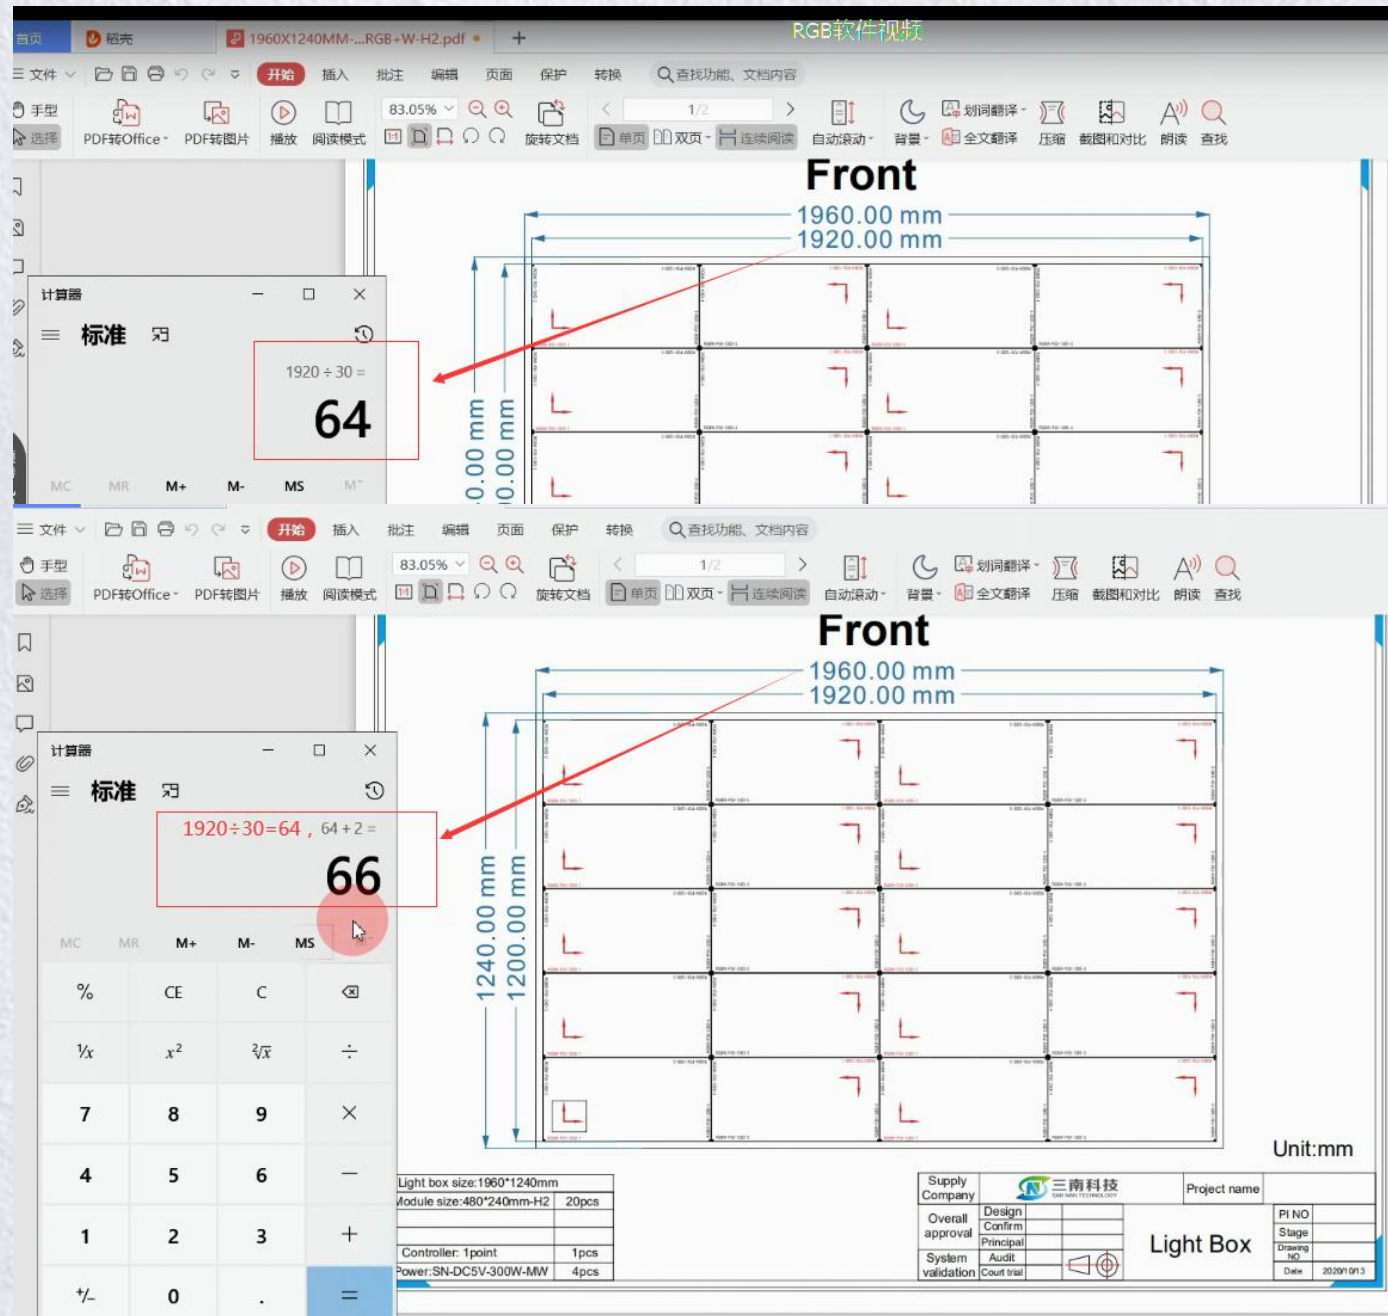 RGB软件视频
首页 稻壳 1960X1240MM-...RGB+W-H2.pdf
文件 开始 插入 批注 编辑 页面 保护 转换 查找功能、文档内容
手型 83.05% 1/2 划词翻译
选择 PDF转Office PDF转图片 播放 阅读模式 旋转文档 单页 双页 连续阅读 自动滚动 背景 全文翻译 压缩 截图和对比 朗读 查找
Front
1960.00 mm
1920.00 mm
计算器
标准
1920 ÷ 30 =
64
MC MR M+ M- MS M
0.00 mm
00.00 mm
文件 开始 插入 批注 编辑 页面 保护 转换 查找功能、文档内容
手型 83.05% 1/2 划词翻译
选择 PDF转Office PDF转图片 播放 阅读模式 旋转文档 单页 双页 连续阅读 自动滚动 背景 全文翻译 压缩 截图和对比 朗读 查找
Front
1960.00 mm
1920.00 mm
计算器
标准
1920÷30=64，64 + 2 =
66
1240.00 mm
1200.00 mm
MC MR M+ M- MS
% CE C
¹/x x² ²√x ÷
7 8 9 ×
4 5 6 −
1 2 3 +
+/− 0 . =
Unit:mm
Light box size:1960*1240mm
Module size:480*240mm-H2 20pcs
Controller: 1point 1pcs
Power:SN-DC5V-300W-MW 4pcs
Supply Company 三南科技 SAN NAN TECHNOLOGY Project name
Overall approval Design Confirm Principal
System validation Audit Court trial
Light Box
PI NO
Stage
Drawing NO
Date 2020/10/13